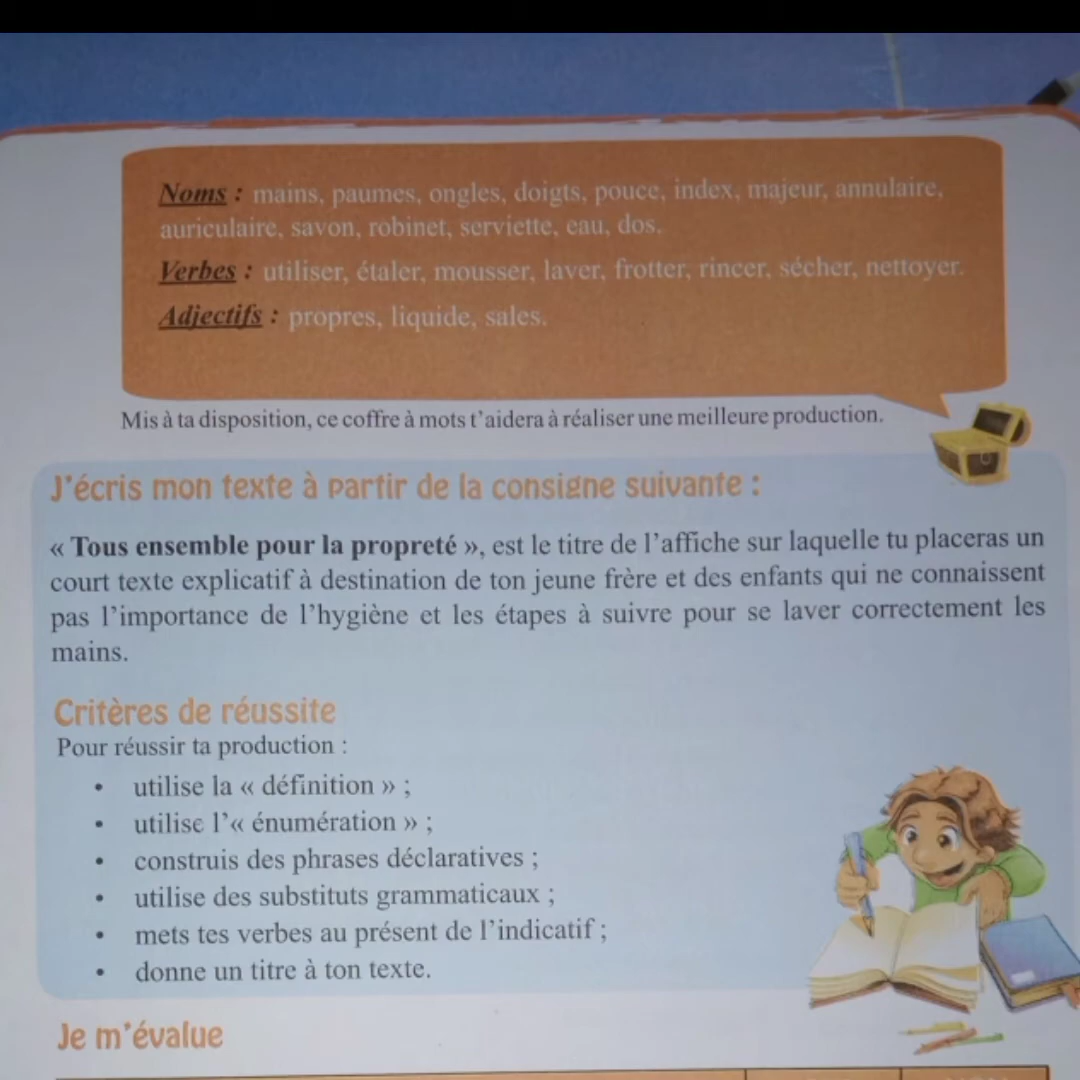 Noms : mains, paumes, ongles, doigts, pouce, index, majeur, annulaire,
auriculaire, savon, robinet, serviette, eau, dos.
Verbes : utiliser, étaler, mousser, laver, frotter, rincer, sécher, nettoyer.
Adjectifs : propres, liquide, sales.
Mis à ta disposition, ce coffre à mots t’aidera à réaliser une meilleure production.
J’écris mon texte à partir de la consigne suivante :
« Tous ensemble pour la propreté », est le titre de l’affiche sur laquelle tu placeras un
court texte explicatif à destination de ton jeune frère et des enfants qui ne connaissent
pas l’importance de l’hygiène et les étapes à suivre pour se laver correctement les
mains.
Critères de réussite
Pour réussir ta production :
• utilise la « définition » ;
• utilise l’« énumération » ;
• construis des phrases déclaratives ;
• utilise des substituts grammaticaux ;
• mets tes verbes au présent de l’indicatif ;
• donne un titre à ton texte.
Je m’évalue